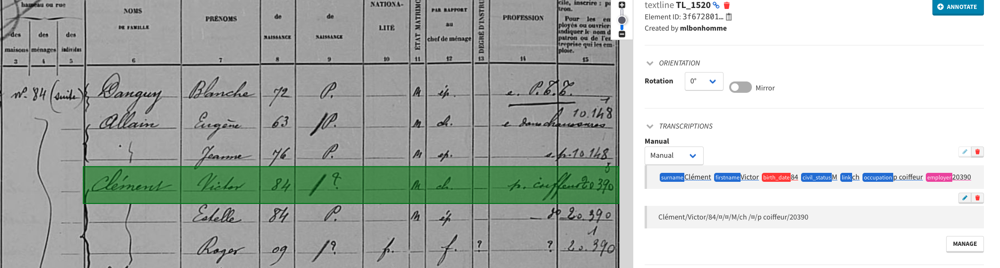 hameau ou rue
des maisons
des ménages
des individus
NOMS
DE FAMILLE
PRÉNOMS
de
NAISSANCE
de
NAISSANCE
NATIONA-
LITÉ
ÉTAT MATRIMO
PAR RAPPORT
au
chef de ménage
DEGRÉ D'INSTRU
PROFESSION
cile, inscrire : pa
tron.
Pour les em
ployés ou ouvriers
indiquer le nom d
patron ou de l'en
treprise qui les em-
ploie.
3 4 5 6 7 8 9 10 11 12 13 14 15
nº 84 (suite) Danguy Blanche 72 P. M ép. e. P.T.T.
1
10.148
Allain Eugène 63 P. M ch. e dans chaussures
Jeanne 76 P. M ep. s.p. 10.148
3
Clément Victor 84 ? M ch. p. coiffeur 20390
Estelle 84 P. M ép do 20.390
1
Roger 09 ? f. f. ? ? 20.390
textline TL_1520
Element ID: 3f672801...
Created by mlbonhomme
ANNOTATE
ORIENTATION
Rotation 0° Mirror
TRANSCRIPTIONS
Manual
Manual
surname Clément firstname Victor birth_date 84 civil_status M link ch occupation p coiffeur employer 20390
Clément/Victor/84/¤/¤/M/ch /¤/p coiffeur/20390
MANAGE